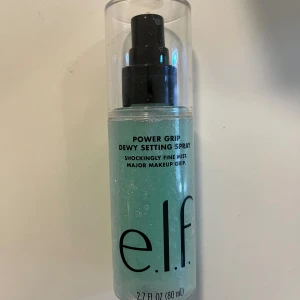 POWER GRIP
DEWY SETTING SPRAY
SHOCKINGLY FINE MIST.
MAJOR MAKEUP GRIP.
e.l.f.
2.7 FL OZ (80 mL)